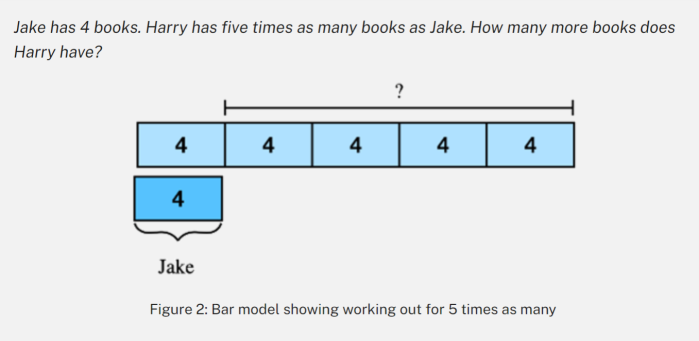 Jake has 4 books. Harry has five times as many books as Jake. How many more books does
Harry have?
?
4 4 4 4 4
4
Jake
Figure 2: Bar model showing working out for 5 times as many